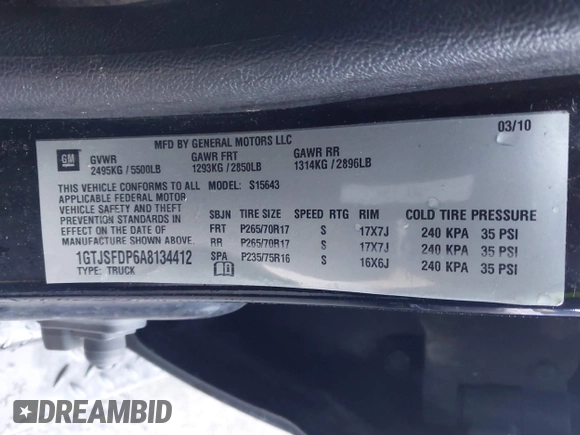 MFD BY GENERAL MOTORS LLC
03/10
GM
GVWR GAWR FRT GAWR RR
2495KG / 5500LB 1293KG / 2850LB 1314KG / 2896LB
THIS VEHICLE CONFORMS TO ALL MODEL: S15643
APPLICABLE FEDERAL MOTOR
VEHICLE SAFETY AND THEFT
PREVENTION STANDARDS IN
EFFECT ON THE DATE OF
MANUFACTURE SHOWN ABOVE.
1GTJSFDP6A8134412
TYPE: TRUCK
SBJN TIRE SIZE SPEED RTG RIM COLD TIRE PRESSURE
FRT P265/70R17 S 17X7J 240 KPA 35 PSI
RR P265/70R17 S 17X7J 240 KPA 35 PSI
SPA P235/75R16 S 16X6J 240 KPA 35 PSI
DREAMBID